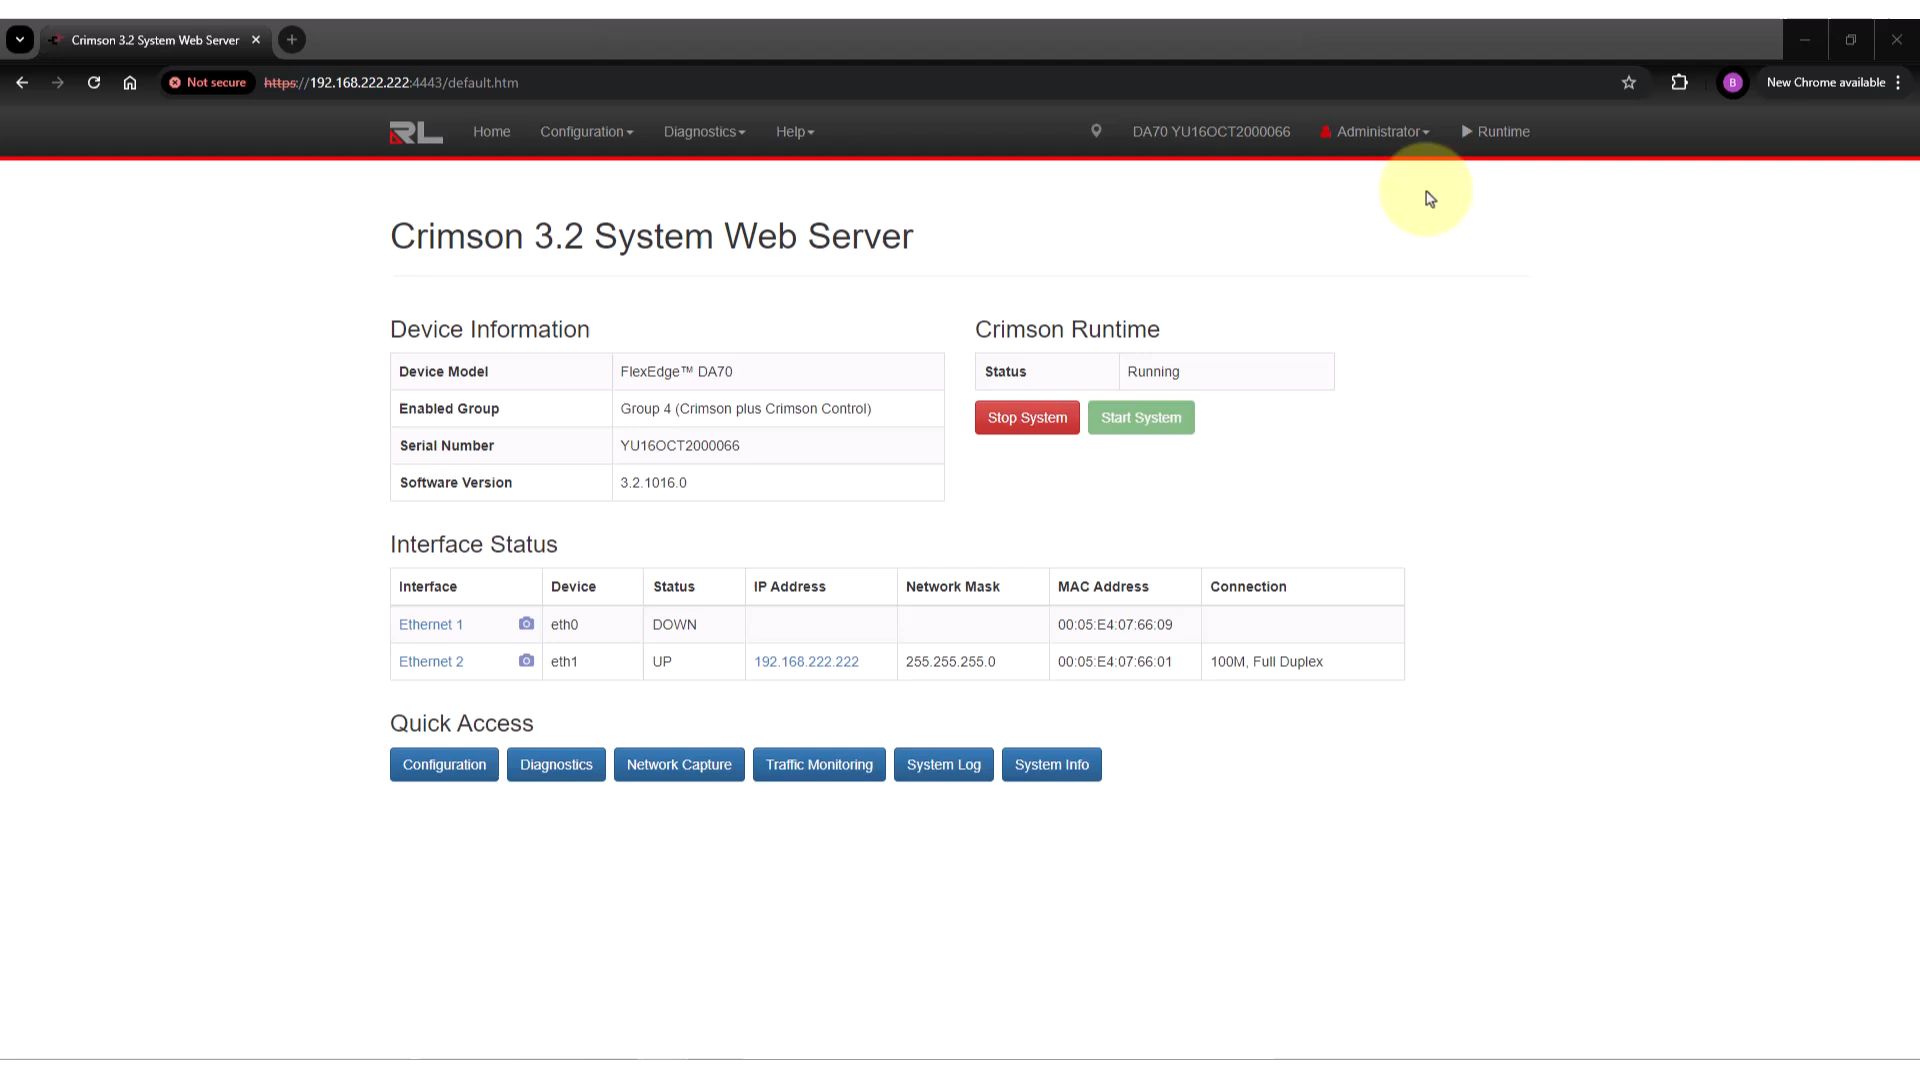 Crimson 3.2 System Web Server
Not secure https://192.168.222.222:4443/default.htm B New Chrome available
RL Home Configuration Diagnostics Help DA70 YU16OCT2000066 Administrator Runtime
Crimson 3.2 System Web Server
Device Information
Device Model FlexEdge™ DA70
Enabled Group Group 4 (Crimson plus Crimson Control)
Serial Number YU16OCT2000066
Software Version 3.2.1016.0
Crimson Runtime
Status Running
Stop System Start System
Interface Status
Interface Device Status IP Address Network Mask MAC Address Connection
Ethernet 1 eth0 DOWN 00:05:E4:07:66:09
Ethernet 2 eth1 UP 192.168.222.222 255.255.255.0 00:05:E4:07:66:01 100M, Full Duplex
Quick Access
Configuration Diagnostics Network Capture Traffic Monitoring System Log System Info